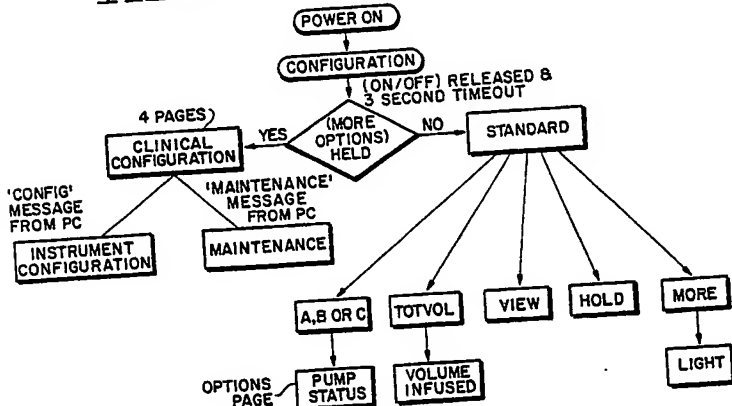 POWER ON
CONFIGURATION
(ON/OFF) RELEASED &
3 SECOND TIMEOUT
4 PAGES
CLINICAL
CONFIGURATION
YES
(MORE
OPTIONS)
HELD
NO
STANDARD
'CONFIG'
MESSAGE
FROM PC
'MAINTENANCE'
MESSAGE
FROM PC
INSTRUMENT
CONFIGURATION
MAINTENANCE
A,B OR C
TOTVOL
VIEW
HOLD
MORE
OPTIONS
PAGE
PUMP
STATUS
VOLUME
INFUSED
LIGHT